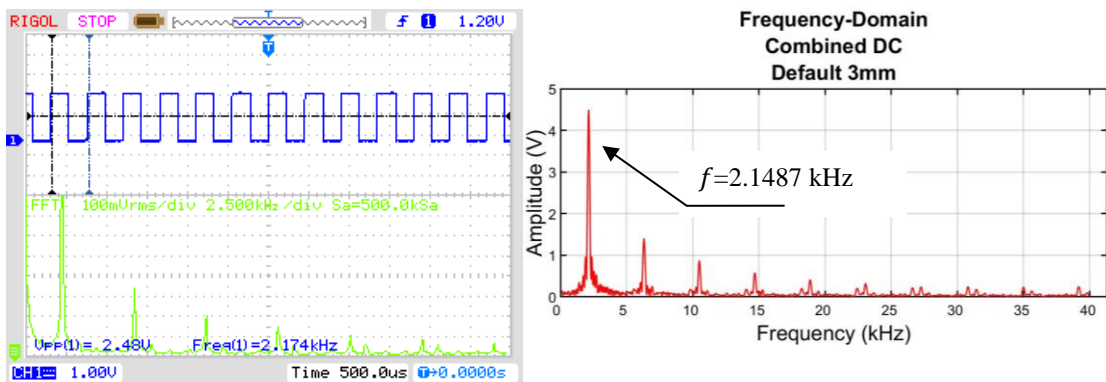 RIGOL STOP 1 1.20V
T
1
FFT 100mVrms/div 2.500kHz/div Sa=500.0kSa
Vpp(1)= 2.48V Freq(1)=2.174kHz
CH1 1.00V Time 500.0us T→0.0000s
Frequency-Domain
Combined DC
Default 3mm
Amplitude (V)
5
4
3
2
1
0
f=2.1487 kHz
0 5 10 15 20 25 30 35 40
Frequency (kHz)